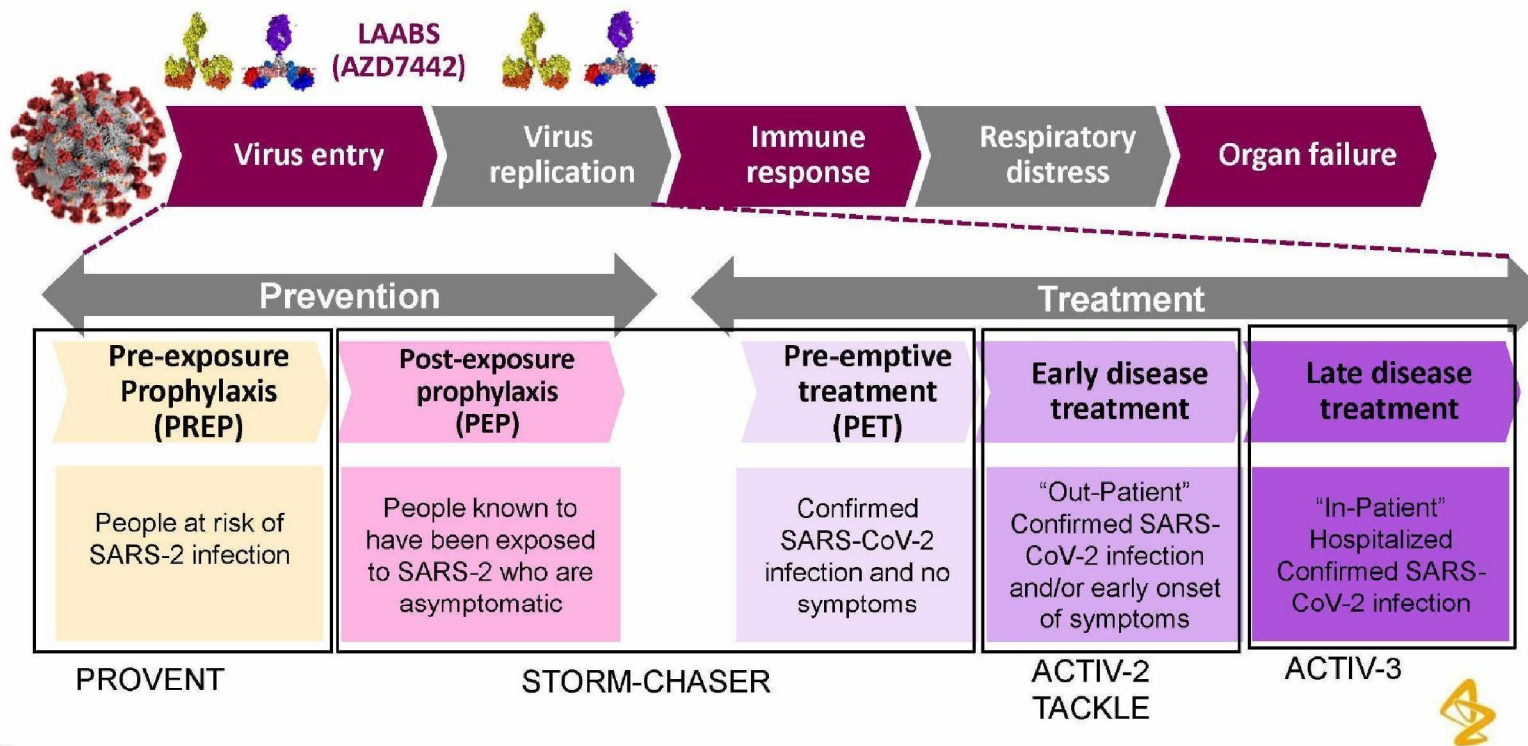 LAABS
(AZD7442)
Virus entry
Virus
replication
Immune
response
Respiratory
distress
Organ failure
Prevention
Treatment
Pre-exposure
Prophylaxis
(PREP)
Post-exposure
prophylaxis
(PEP)
Pre-emptive
treatment
(PET)
Early disease
treatment
Late disease
treatment
People at risk of
SARS-2 infection
People known to
have been exposed
to SARS-2 who are
asymptomatic
Confirmed
SARS-CoV-2
infection and no
symptoms
“Out-Patient”
Confirmed SARS-
CoV-2 infection
and/or early onset
of symptoms
“In-Patient”
Hospitalized
Confirmed SARS-
CoV-2 infection
PROVENT
STORM-CHASER
ACTIV-2
TACKLE
ACTIV-3